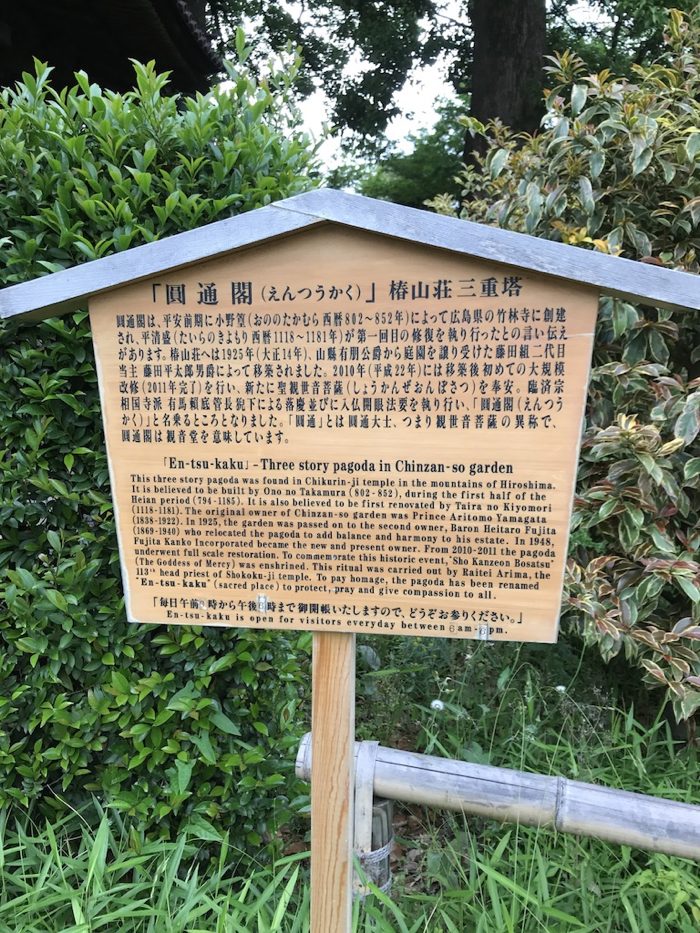 「圓通閣(えんつうかく)」椿山荘三重塔
圓通閣は、平安前期に小野篁(おののたかむら 西暦802~852年)によって広島県の竹林寺に創建
され、平清盛(たいらのきよもり 西暦1118~1181年)が第一回目の修復を執り行ったとの言い伝え
があります。椿山荘へは1925年(大正14年)、山縣有朋公爵から庭園を譲り受けた藤田組二代目
当主 藤田平太郎男爵によって移築されました。2010年(平成22年)には移築後初めての大規模
改修(2011年完了)を行い、新たに聖観世音菩薩(しょうかんぜおんぼさつ)を奉安。臨済宗
相国寺派 有馬頼底管長猊下による落慶並びに入仏開眼法要を執り行い、「圓通閣(えんつう
かく)」と名乗るところとなりました。「圓通」とは圓通大士、つまり観世音菩薩の異称で、
圓通閣は観音堂を意味しています。
「En-tsu-kaku」- Three story pagoda in Chinzan-so garden
This three story pagoda was found in Chikurin-ji temple in the mountains of Hiroshima.
It is believed to be built by Ono no Takamura (802-852), during the first half of the
Heian period (794-1185). It is also believed to be first renovated by Taira no Kiyomori
(1118-1181). The original owner of Chinzan-so garden was Prince Aritomo Yamagata
(1838-1922). In 1925, the garden was passed on to the second owner, Baron Heitaro Fujita
(1869-1940) who relocated the pagoda to add balance and harmony to his estate. In 1948,
Fujita Kanko Incorporated became the new and present owner. From 2010-2011 the pagoda
underwent full scale restoration. To commemorate this historic event, "Sho Kanzeon Bosatsu"
(The Goddess of Mercy) was enshrined. This ritual was carried out by Raitei Arima, the
113th head priest of Shokoku-ji temple. To pay homage, the pagoda has been renamed
"En-tsu-kaku" (sacred place) to protect, pray and give compassion to all.
「毎日午前 時から午後 時まで御開帳いたしますので、どうぞお参りください。」
En-tsu-kaku is open for visitors everyday between 6am-6pm.